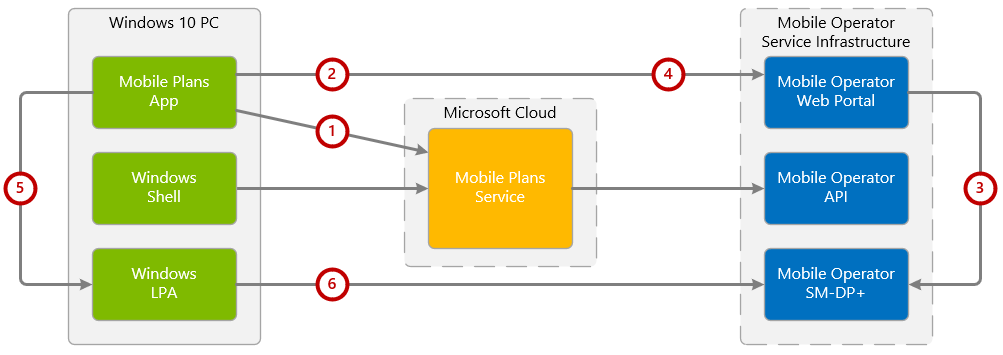 Windows 10 PC
Mobile Operator
Service Infrastructure
Mobile Plans
App
2
4
Mobile Operator
Web Portal
Microsoft Cloud
1
Windows
Shell
Mobile Plans
Service
Mobile Operator
API
5
3
Windows
LPA
6
Mobile Operator
SM-DP+